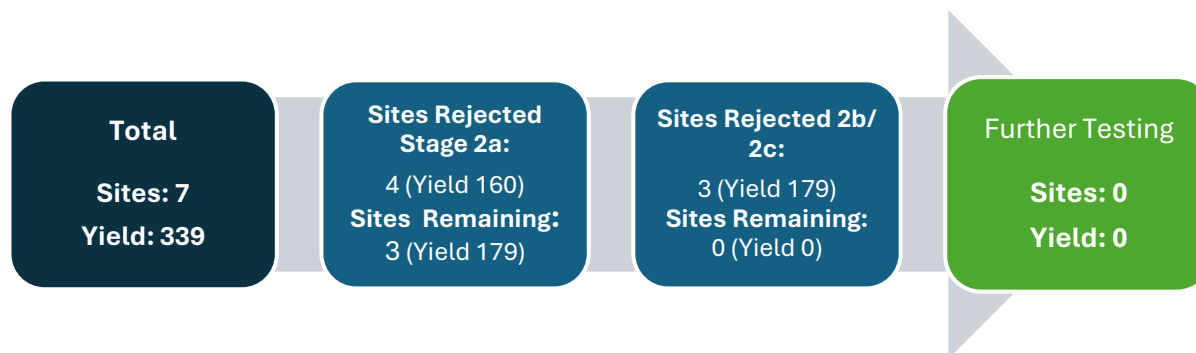 Total
Sites: 7
Yield: 339
Sites Rejected
Stage 2a:
4 (Yield 160)
Sites Remaining:
3 (Yield 179)
Sites Rejected 2b/
2c:
3 (Yield 179)
Sites Remaining:
0 (Yield 0)
Further Testing
Sites: 0
Yield: 0